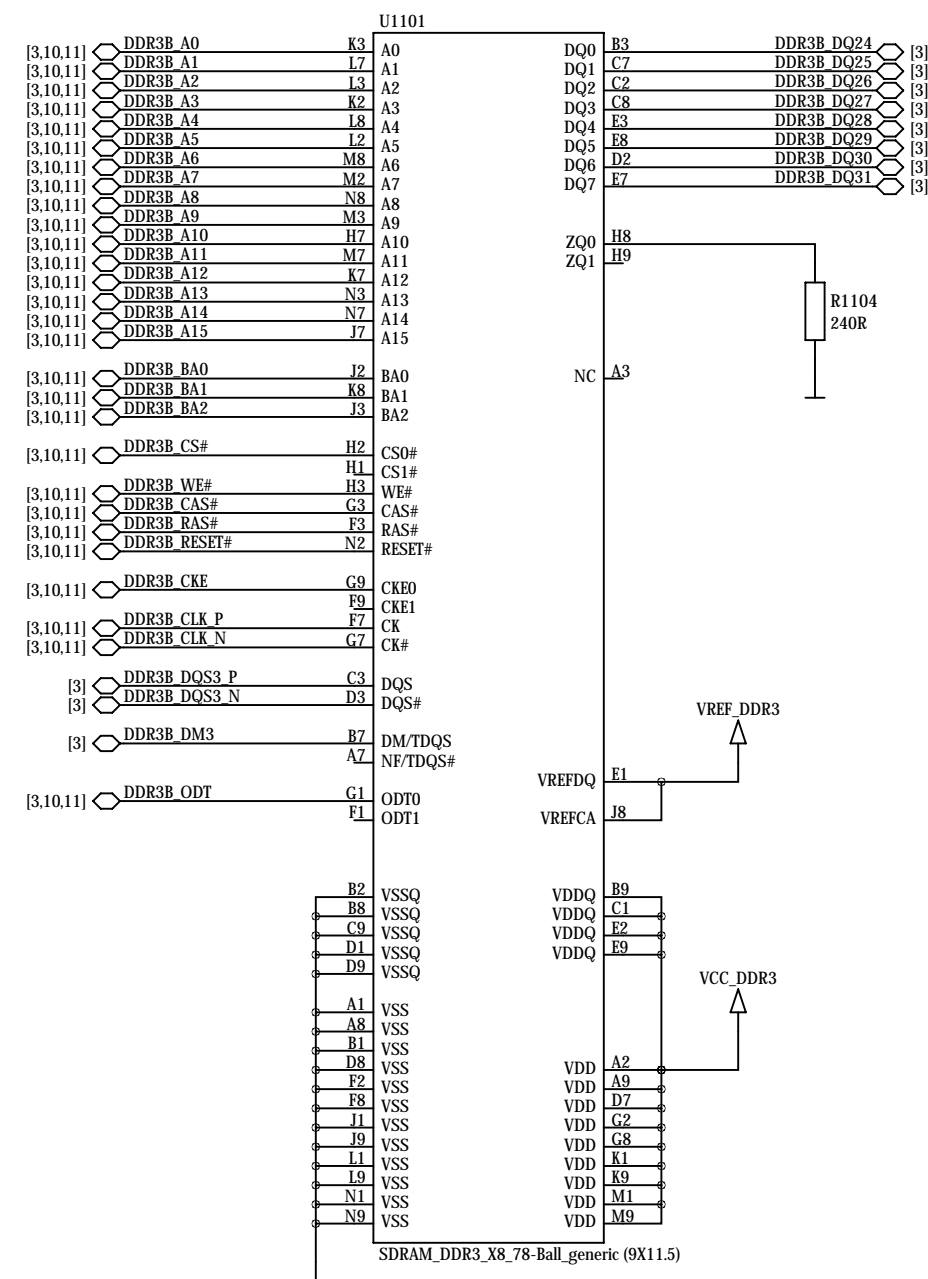 U1101
[3,10,11] DDR3B_A0 K3 A0 DQ0 B3 DDR3B_DQ24 [3]
[3,10,11] DDR3B_A1 L7 A1 DQ1 C7 DDR3B_DQ25 [3]
[3,10,11] DDR3B_A2 L3 A2 DQ2 C2 DDR3B_DQ26 [3]
[3,10,11] DDR3B_A3 K2 A3 DQ3 C8 DDR3B_DQ27 [3]
[3,10,11] DDR3B_A4 L8 A4 DQ4 E3 DDR3B_DQ28 [3]
[3,10,11] DDR3B_A5 L2 A5 DQ5 E8 DDR3B_DQ29 [3]
[3,10,11] DDR3B_A6 M8 A6 DQ6 D2 DDR3B_DQ30 [3]
[3,10,11] DDR3B_A7 M2 A7 DQ7 E7 DDR3B_DQ31 [3]
[3,10,11] DDR3B_A8 N8 A8
[3,10,11] DDR3B_A9 M3 A9
[3,10,11] DDR3B_A10 H7 A10 ZQ0 H8
[3,10,11] DDR3B_A11 M7 A11 ZQ1 H9
[3,10,11] DDR3B_A12 K7 A12
[3,10,11] DDR3B_A13 N3 A13 R1104
[3,10,11] DDR3B_A14 N7 A14 240R
[3,10,11] DDR3B_A15 J7 A15
[3,10,11] DDR3B_BA0 J2 BA0 NC A3
[3,10,11] DDR3B_BA1 K8 BA1
[3,10,11] DDR3B_BA2 J3 BA2
[3,10,11] DDR3B_CS# H2 CS0#
H1 CS1#
[3,10,11] DDR3B_WE# H3 WE#
[3,10,11] DDR3B_CAS# G3 CAS#
[3,10,11] DDR3B_RAS# F3 RAS#
[3,10,11] DDR3B_RESET# N2 RESET#
[3,10,11] DDR3B_CKE G9 CKE0
F9 CKE1
[3,10,11] DDR3B_CLK_P F7 CK
[3,10,11] DDR3B_CLK_N G7 CK#
[3] DDR3B_DQS3_P C3 DQS
[3] DDR3B_DQS3_N D3 DQS#
VREF_DDR3
[3] DDR3B_DM3 B7 DM/TDQS
A7 NF/TDQS#
VREFDQ E1
[3,10,11] DDR3B_ODT G1 ODT0
F1 ODT1 VREFCA J8
B2 VSSQ VDDQ B9
B8 VSSQ VDDQ C1
C9 VSSQ VDDQ E2
D1 VSSQ VDDQ E9
D9 VSSQ
VCC_DDR3
A1 VSS
A8 VSS
B1 VSS
D8 VSS VDD A2
F2 VSS VDD A9
F8 VSS VDD D7
J1 VSS VDD G2
J9 VSS VDD G8
L1 VSS VDD K1
L9 VSS VDD K9
N1 VSS VDD M1
N9 VSS VDD M9
SDRAM_DDR3_X8_78-Ball_generic (9X11.5)